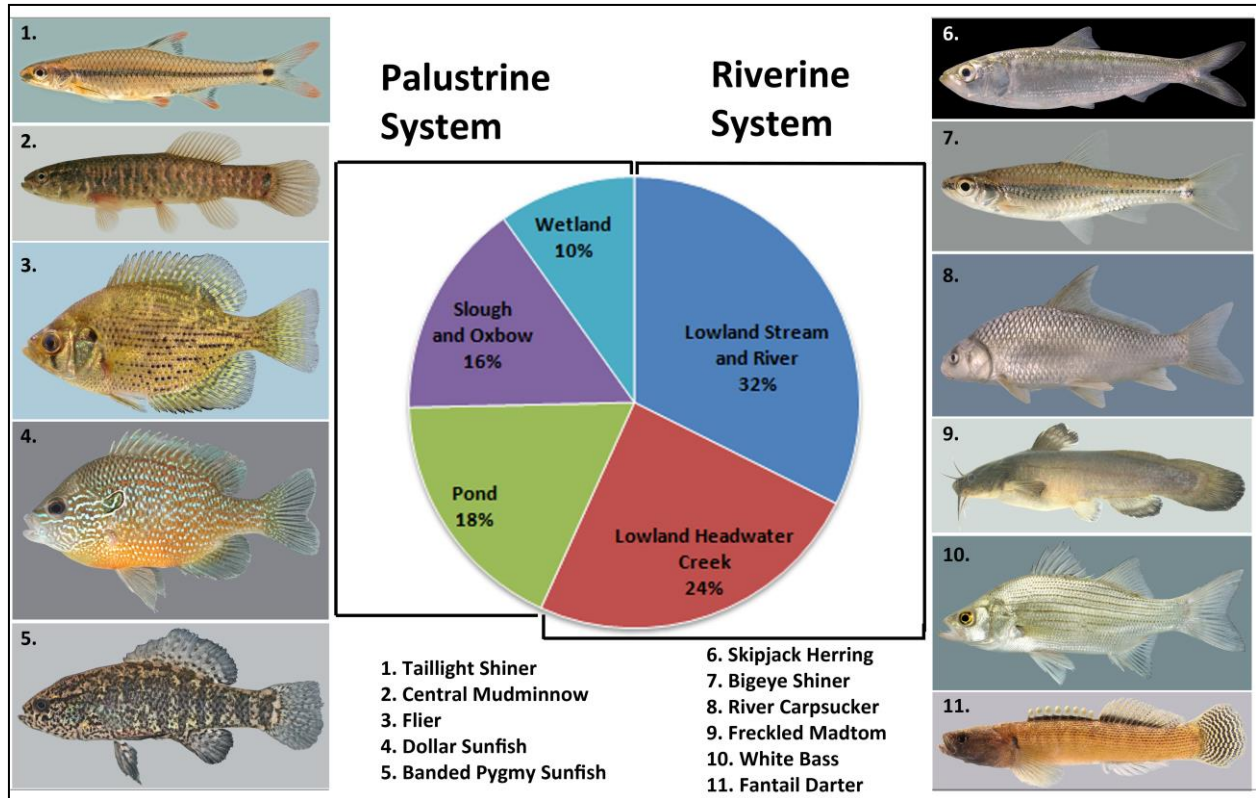 1.
2.
3.
4.
5.
Palustrine
System
Riverine
System
Wetland
10%
Slough
and Oxbow
16%
Pond
18%
Lowland Stream
and River
32%
Lowland Headwater
Creek
24%
1. Taillight Shiner
2. Central Mudminnow
3. Flier
4. Dollar Sunfish
5. Banded Pygmy Sunfish
6. Skipjack Herring
7. Bigeye Shiner
8. River Carpsucker
9. Freckled Madtom
10. White Bass
11. Fantail Darter
6.
7.
8.
9.
10.
11.